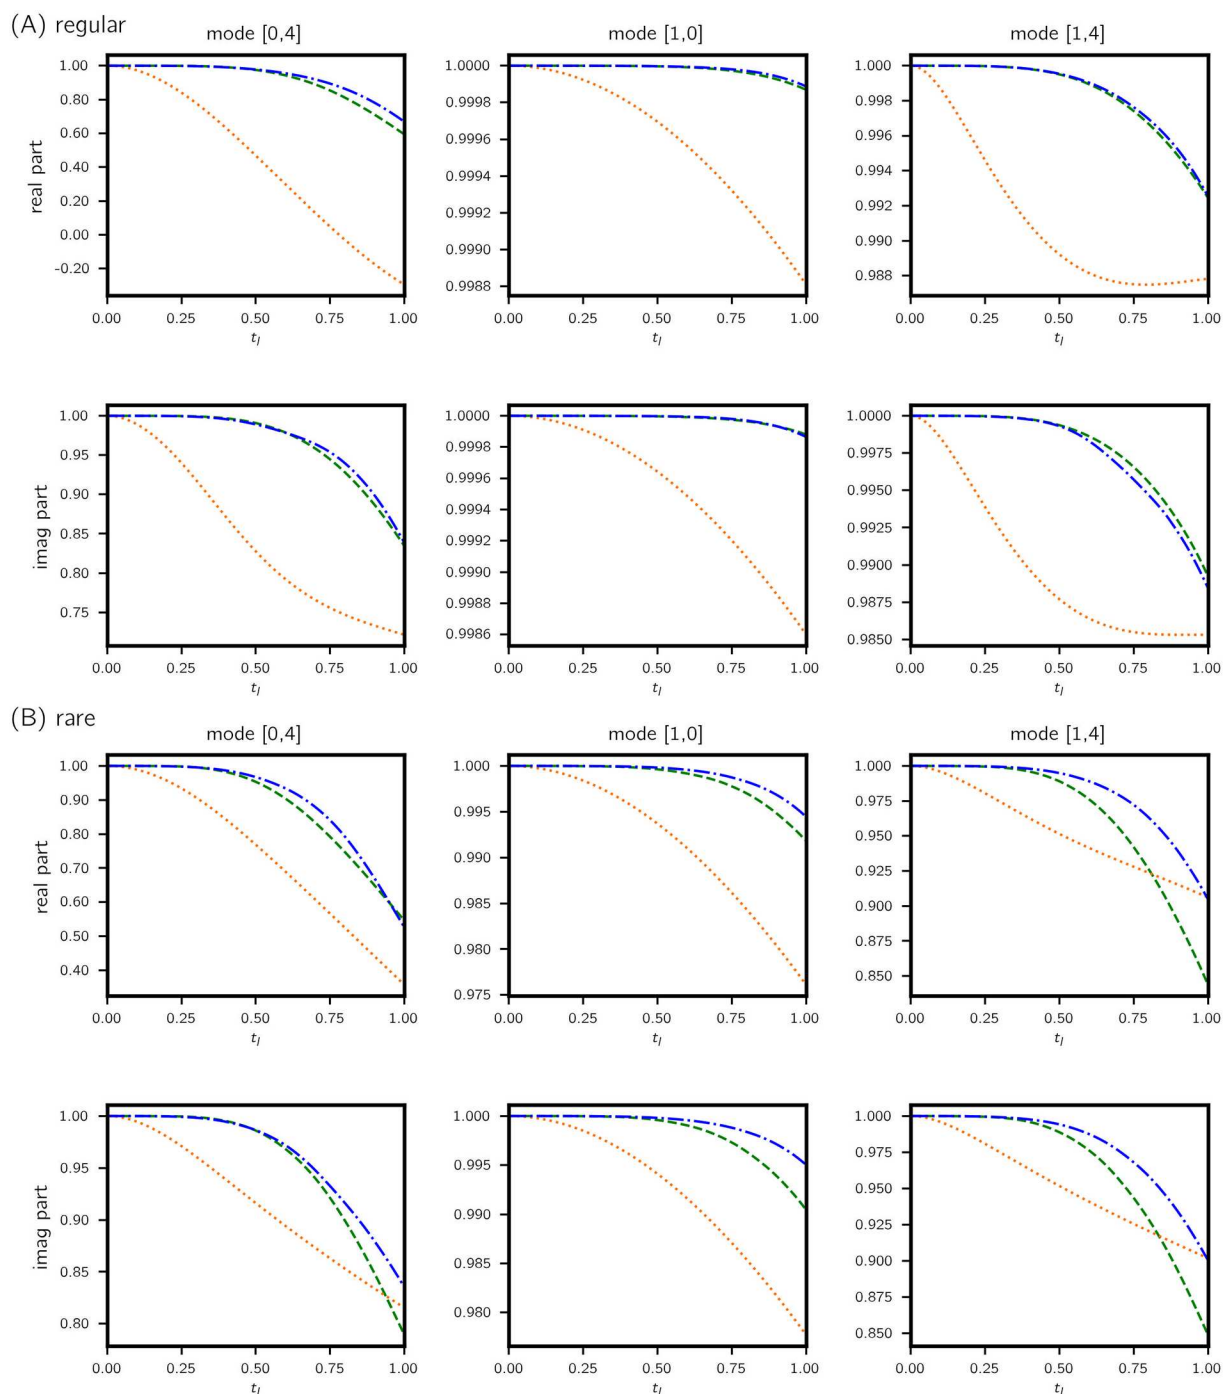 (A) regular
mode [0,4] mode [1,0] mode [1,4]
real part
1.00
0.80
0.60
0.40
0.20
0.00
-0.20
0.00 0.25 0.50 0.75 1.00
t_l
1.0000
0.9998
0.9996
0.9994
0.9992
0.9990
0.9988
0.00 0.25 0.50 0.75 1.00
t_l
1.000
0.998
0.996
0.994
0.992
0.990
0.988
0.00 0.25 0.50 0.75 1.00
t_l
imag part
1.00
0.95
0.90
0.85
0.80
0.75
0.00 0.25 0.50 0.75 1.00
t_l
1.0000
0.9998
0.9996
0.9994
0.9992
0.9990
0.9988
0.9986
0.00 0.25 0.50 0.75 1.00
t_l
1.0000
0.9975
0.9950
0.9925
0.9900
0.9875
0.9850
0.00 0.25 0.50 0.75 1.00
t_l
(B) rare
mode [0,4] mode [1,0] mode [1,4]
real part
1.00
0.90
0.80
0.70
0.60
0.50
0.40
0.00 0.25 0.50 0.75 1.00
t_l
1.000
0.995
0.990
0.985
0.980
0.975
0.00 0.25 0.50 0.75 1.00
t_l
1.000
0.975
0.950
0.925
0.900
0.875
0.850
0.00 0.25 0.50 0.75 1.00
t_l
imag part
1.00
0.95
0.90
0.85
0.80
0.00 0.25 0.50 0.75 1.00
t_l
1.000
0.995
0.990
0.985
0.980
0.00 0.25 0.50 0.75 1.00
t_l
1.000
0.975
0.950
0.925
0.900
0.875
0.850
0.00 0.25 0.50 0.75 1.00
t_l